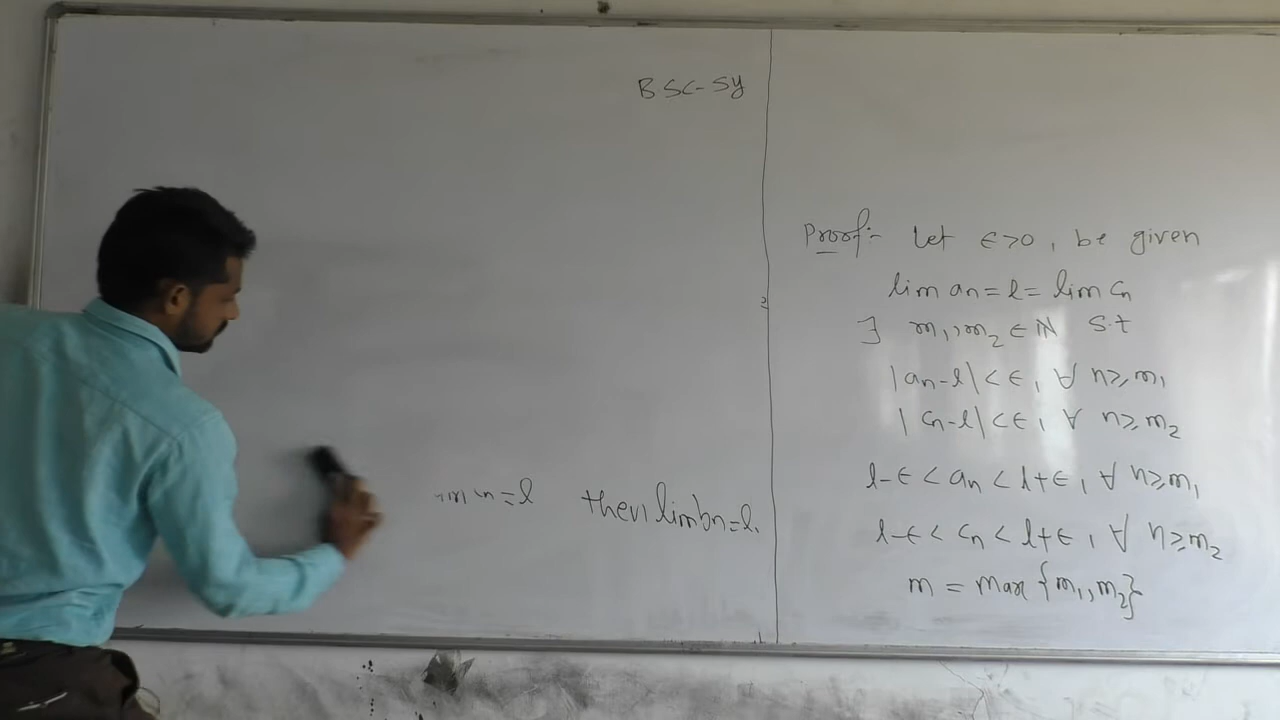 B.SC-SY
=l then lim bn=l.
Proof:- Let ϵ>0, be given
lim an = l = lim cn
∃ m1, m2 ∈ N s.t
|an-l|<ϵ, ∀ n≥m1
|cn-l|<ϵ, ∀ n≥m2
l-ϵ < an < l+ϵ, ∀ n≥m1
l-ϵ < cn < l+ϵ, ∀ n≥m2
m = max {m1, m2}